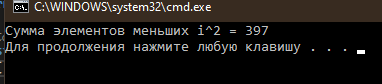 C:\WINDOWS\system32\cmd.exe
Сумма элементов меньших i^2 = 397
Для продолжения нажмите любую клавишу . . .